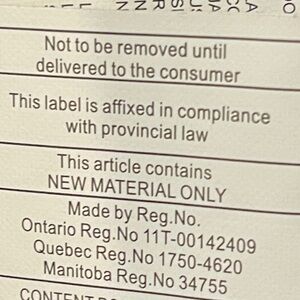 Not to be removed until
delivered to the consumer
This label is affixed in compliance
with provincial law
This article contains
NEW MATERIAL ONLY
Made by Reg.No.
Ontario Reg.No 11T-00142409
Quebec Reg.No 1750-4620
Manitoba Reg.No 34755
CONTENT